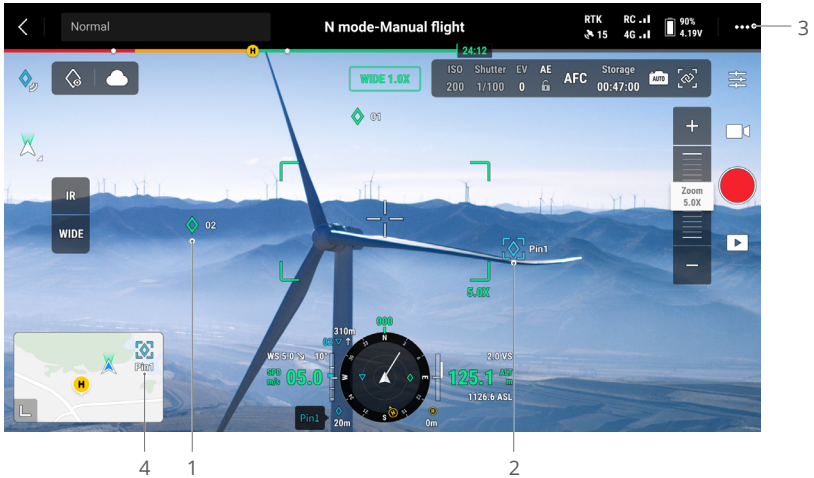 Normal
N mode-Manual flight
RTK RC 90%
15 4G 4.19V
3
H
24:12
WIDE 1.0X
ISO Shutter EV AE AFC Storage AUTO
200 1/100 0 00:47:00
01
+
IR
WIDE
Zoom
5.0X
02
Pin1
−
5.0X
310m
000
02
N
WS 5.0 10°
2.0 VS
SPD
m/s
05.0
W
E
125.1 ALT
m
1126.6 ASL
S
H
Pin1
20m
0m
Pin1
H
L
4
1
2